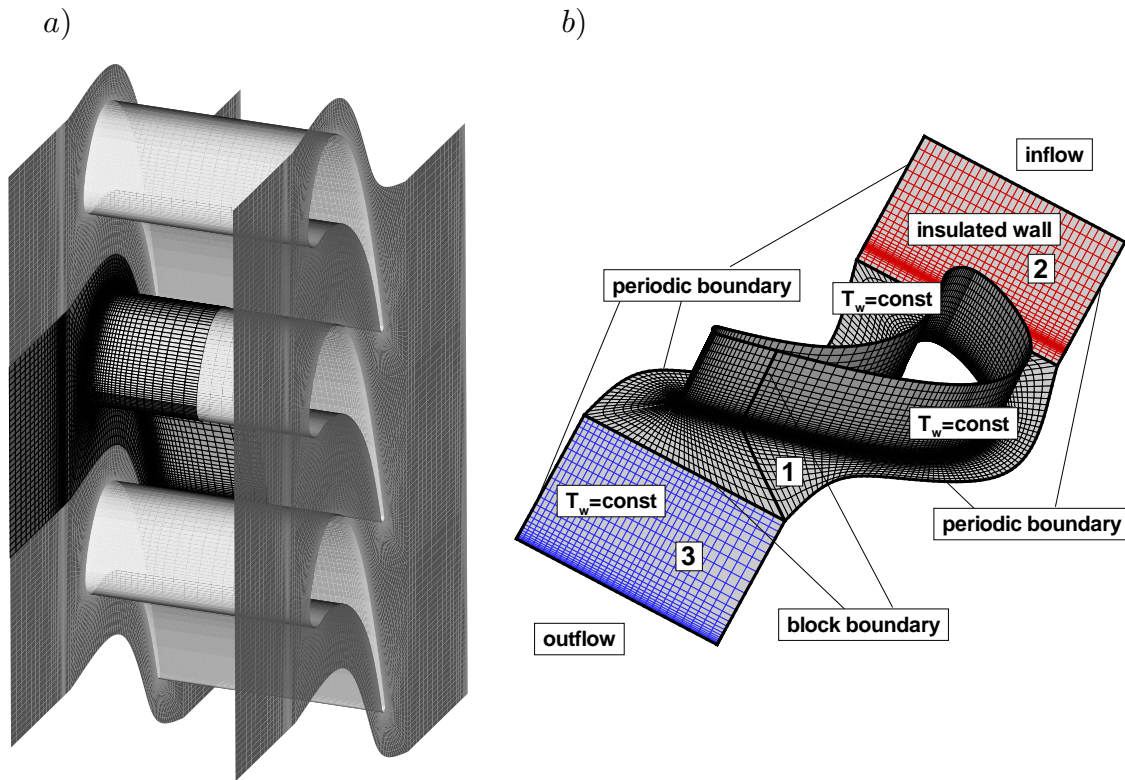 a)
b)
inflow
insulated wall
2
periodic boundary
T_w=const
T_w=const
1
T_w=const
periodic boundary
3
block boundary
outflow